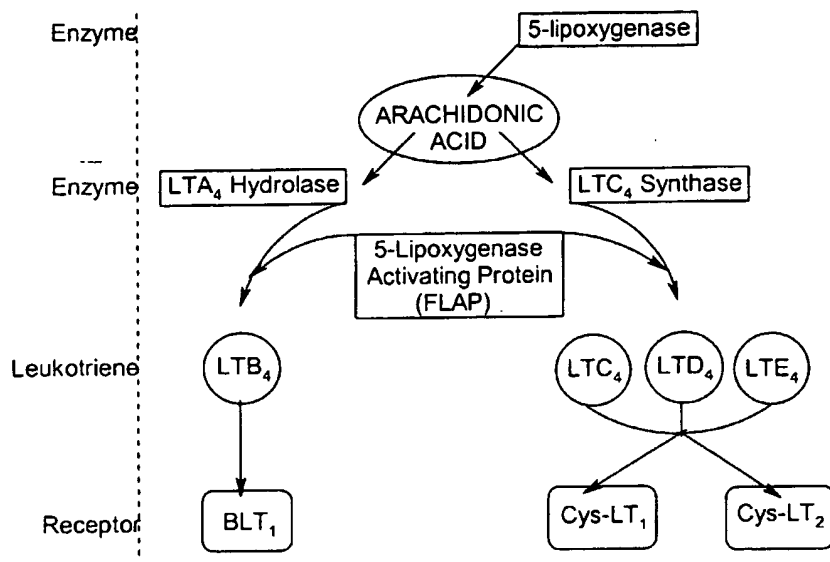 Enzyme
5-lipoxygenase
ARACHIDONIC
ACID
Enzyme
LTA₄ Hydrolase
LTC₄ Synthase
5-Lipoxygenase
Activating Protein
(FLAP)
Leukotriene
LTB₄
LTC₄
LTD₄
LTE₄
Receptor
BLT₁
Cys-LT₁
Cys-LT₂